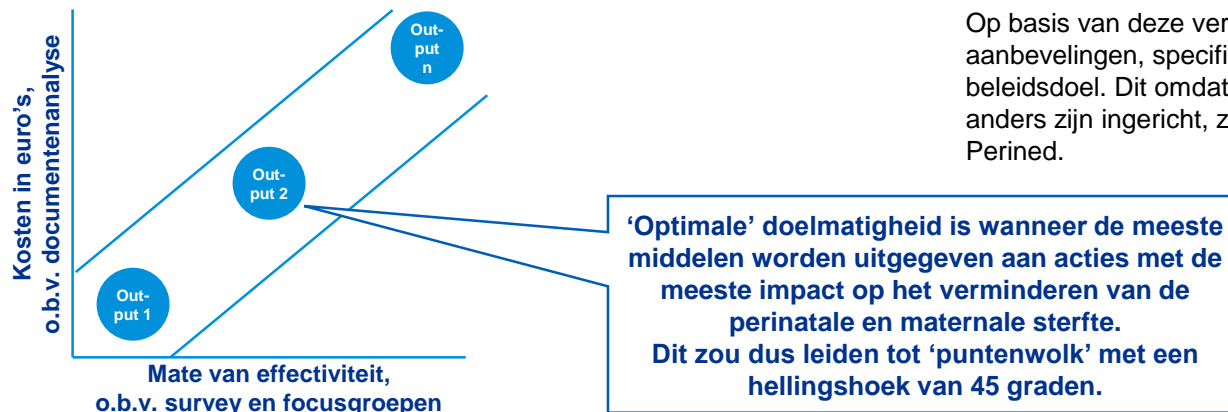 Kosten in euro's,
o.b.v. documentenanalyse
Out-
put
n
Out-
put 2
Out-
put 1
Mate van effectiviteit,
o.b.v. survey en focusgroepen
Op basis van deze
aanbevelingen,
beleidsdoel. Dit omdat
anders zijn ingericht,
Perined.
‘Optimale’ doelmatigheid is wanneer de meeste
middelen worden uitgegeven aan acties met de
meeste impact op het verminderen van de
perinatale en maternale sterfte.
Dit zou dus leiden tot ‘puntenwolk’ met een
hellingshoek van 45 graden.